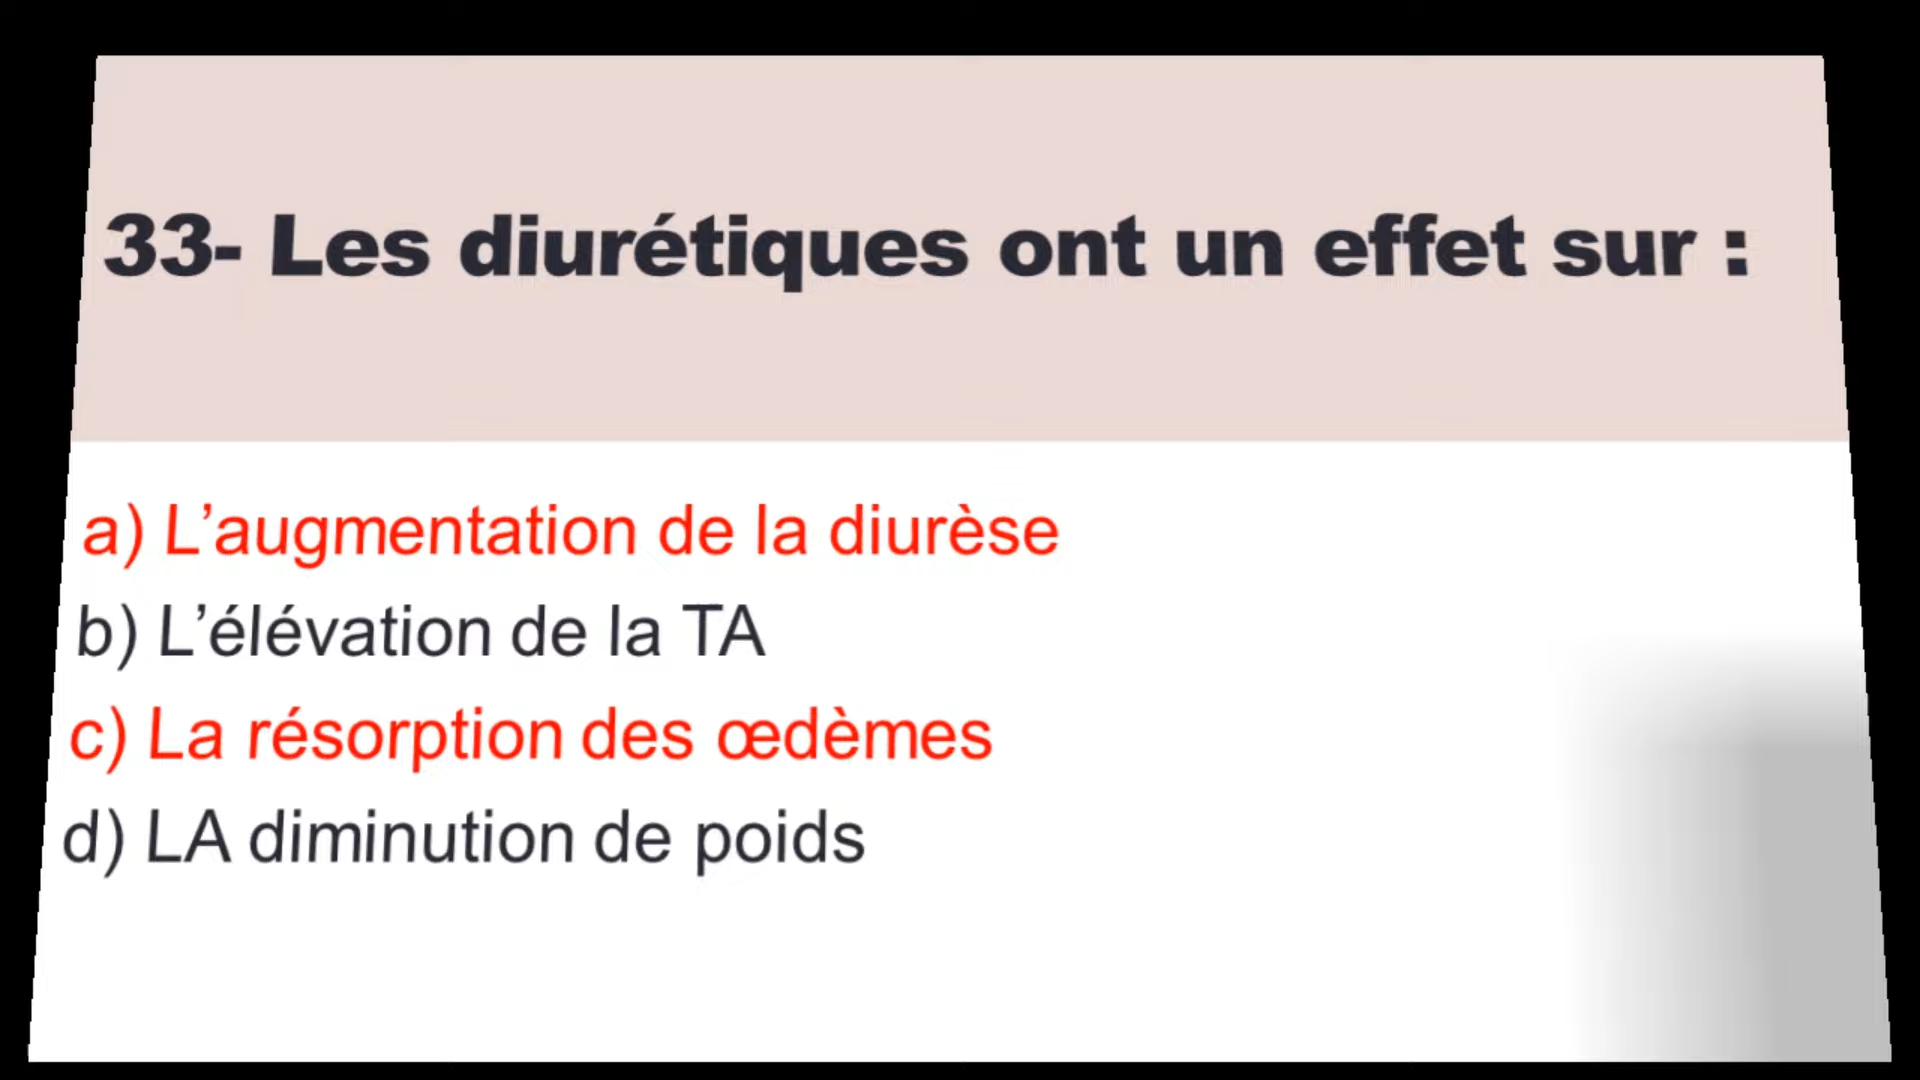 33- Les diurétiques ont un effet sur :
a) L’augmentation de la diurèse
b) L’élévation de la TA
c) La résorption des œdèmes
d) LA diminution de poids